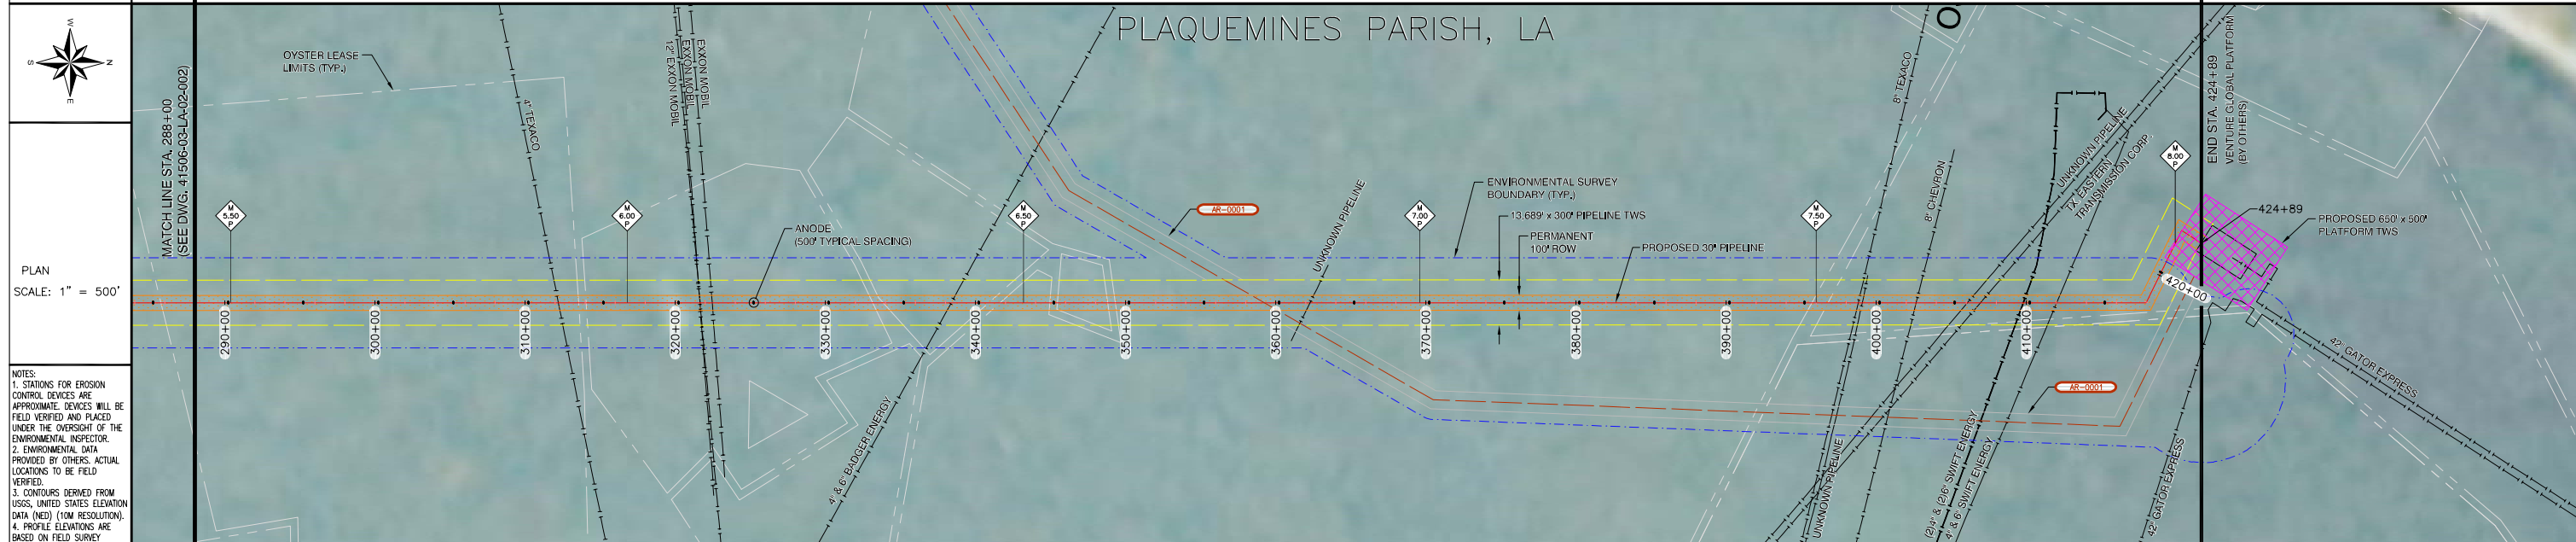 PLAQUEMINES PARISH, LA
W
S
N
E
PLAN
SCALE: 1" = 500'
NOTES:
1. STATIONS FOR EROSION
CONTROL DEVICES ARE
APPROXIMATE. DEVICES WILL BE
FIELD VERIFIED AND PLACED
UNDER THE OVERSIGHT OF THE
ENVIRONMENTAL INSPECTOR.
2. ENVIRONMENTAL DATA
PROVIDED BY OTHERS. ACTUAL
LOCATIONS TO BE FIELD
VERIFIED.
3. CONTOURS DERIVED FROM
USGS, UNITED STATES ELEVATION
DATA (NED) (10M RESOLUTION).
4. PROFILE ELEVATIONS ARE
BASED ON FIELD SURVEY
MATCH LINE STA. 288+00
(SEE DWG. 41506-03-LA-02-002)
OYSTER LEASE
LIMITS (TYP.)
M
5.50
P
4" TEXACO
M
6.00
P
12" EXXON MOBIL
EXXON MOBIL
EXXON MOBIL
ANODE
(500' TYPICAL SPACING)
4" & 6" BADGER ENERGY
M
6.50
P
AR-0001
UNKNOWN PIPELINE
M
7.00
P
ENVIRONMENTAL SURVEY
BOUNDARY (TYP.)
13,689' x 300' PIPELINE TWS
PERMANENT
100' ROW
PROPOSED 30" PIPELINE
M
7.50
P
8" TEXACO
O
8" CHEVRON
UNKNOWN PIPELINE
(2)4" & (2)6" SWIFT ENERGY
4" & 6" SWIFT ENERGY
UNKNOWN PIPELINE
TX EASTERN
TRANSMISSION CORP.
AR-0001
M
8.00
P
END STA. 424+89
VENTURE GLOBAL PLATFORM
(BY OTHERS)
424+89
PROPOSED 650' x 500'
PLATFORM TWS
42" GATOR EXPRESS
42" GATOR EXPRESS
290+00
300+00
310+00
320+00
330+00
340+00
350+00
360+00
370+00
380+00
390+00
400+00
410+00
420+00